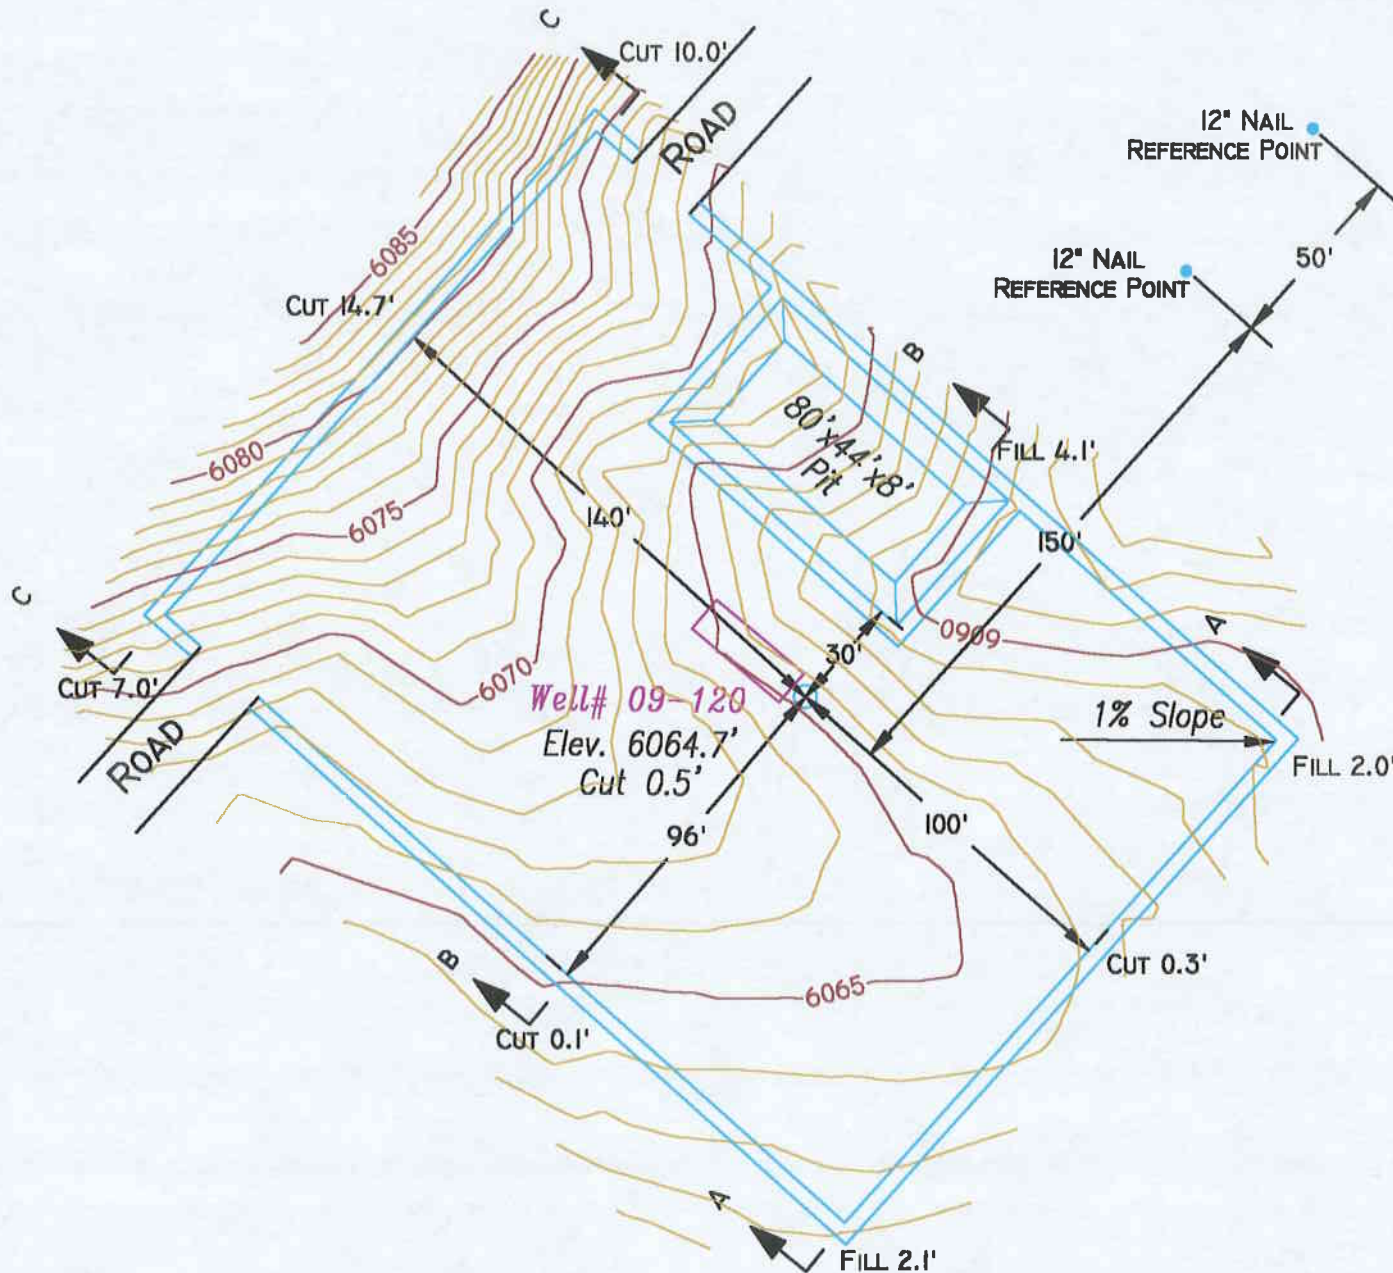 C
CUT 10.0'
ROAD
12" NAIL
REFERENCE POINT
6085
50'
12" NAIL
REFERENCE POINT
CUT 14.7'
B
80'x44'x8'
Pit
FILL 4.1'
6080
6075
140'
150'
C
A
6060
30'
CUT 7.0'
6070
Well# 09-120
Elev. 6064.7'
Cut 0.5'
1% Slope
ROAD
FILL 2.0'
96'
100'
B
CUT 0.3'
6065
CUT 0.1'
A
FILL 2.1'